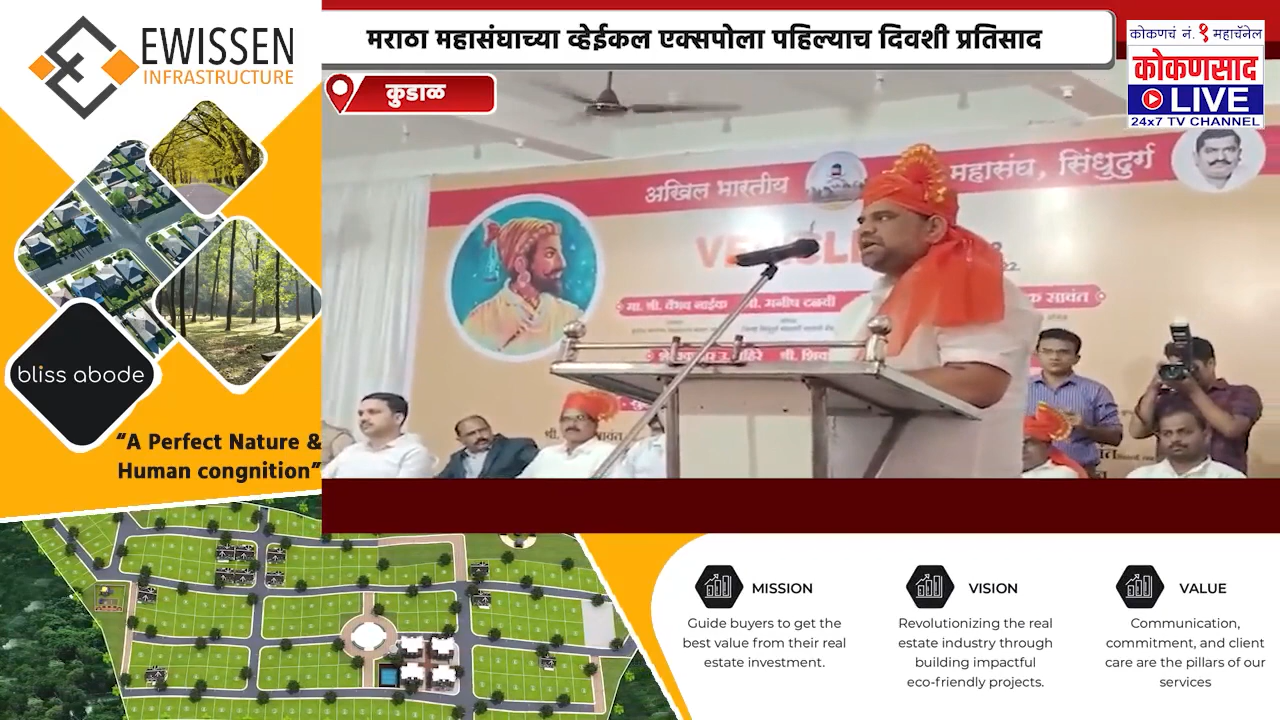 EWISSEN
INFRASTRUCTURE
bliss abode
“A Perfect Nature &
Human congnition”
मराठा महासंघाच्या व्हेईकल एक्सपोला पहिल्याच दिवशी प्रतिसाद
कुडाळ
कोकणचं नं. १ महाचॅनेल
कोकणसाद
LIVE
24x7 TV CHANNEL
अखिल भारतीय महासंघ, सिंधुदुर्ग
मा. श्री. वैभव नाईक
सावंत
MISSION
Guide buyers to get the
best value from their real
estate investment.
VISION
Revolutionizing the real
estate industry through
building impactful
eco-friendly projects.
VALUE
Communication,
commitment, and client
care are the pillars of our
services